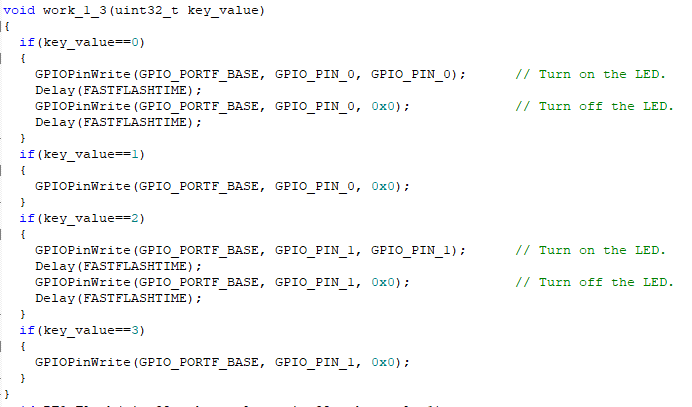 void work_1_3(uint32_t key_value)
{
  if(key_value==0)
  {
    GPIOPinWrite(GPIO_PORTF_BASE, GPIO_PIN_0, GPIO_PIN_0);      // Turn on the LED.
    Delay(FASTFLASHTIME);
    GPIOPinWrite(GPIO_PORTF_BASE, GPIO_PIN_0, 0x0);             // Turn off the LED.
    Delay(FASTFLASHTIME);
  }
  if(key_value==1)
  {
    GPIOPinWrite(GPIO_PORTF_BASE, GPIO_PIN_0, 0x0);
  }
  if(key_value==2)
  {
    GPIOPinWrite(GPIO_PORTF_BASE, GPIO_PIN_1, GPIO_PIN_1);      // Turn on the LED.
    Delay(FASTFLASHTIME);
    GPIOPinWrite(GPIO_PORTF_BASE, GPIO_PIN_1, 0x0);             // Turn off the LED.
    Delay(FASTFLASHTIME);
  }
  if(key_value==3)
  {
    GPIOPinWrite(GPIO_PORTF_BASE, GPIO_PIN_1, 0x0);
  }
}